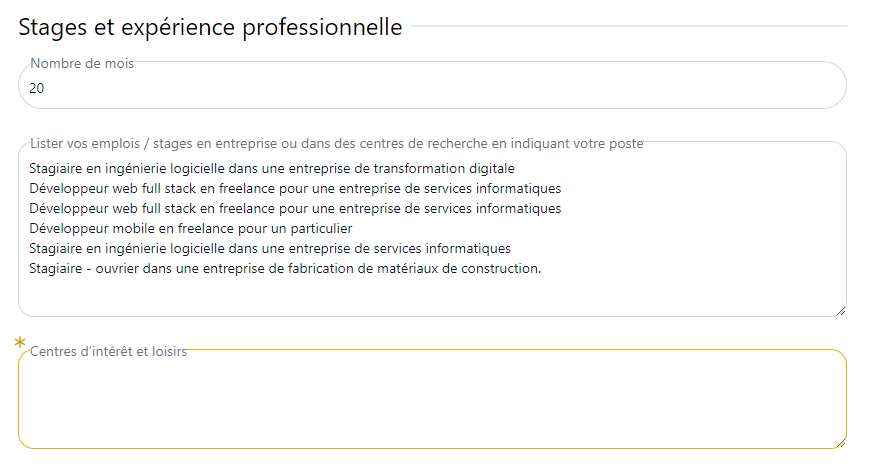 Stages et expérience professionnelle
Nombre de mois
20
Lister vos emplois / stages en entreprise ou dans des centres de recherche en indiquant votre poste
Stagiaire en ingénierie logicielle dans une entreprise de transformation digitale
Développeur web full stack en freelance pour une entreprise de services informatiques
Développeur web full stack en freelance pour une entreprise de services informatiques
Développeur mobile en freelance pour un particulier
Stagiaire en ingénierie logicielle dans une entreprise de services informatiques
Stagiaire - ouvrier dans une entreprise de fabrication de matériaux de construction.
* Centres d'intérêt et loisirs